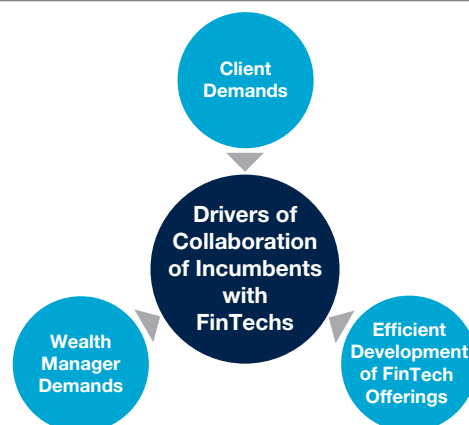 Client
Demands
Drivers of
Collaboration
of Incumbents
with
FinTechs
Wealth
Manager
Demands
Efficient
Development
of FinTech
Offerings